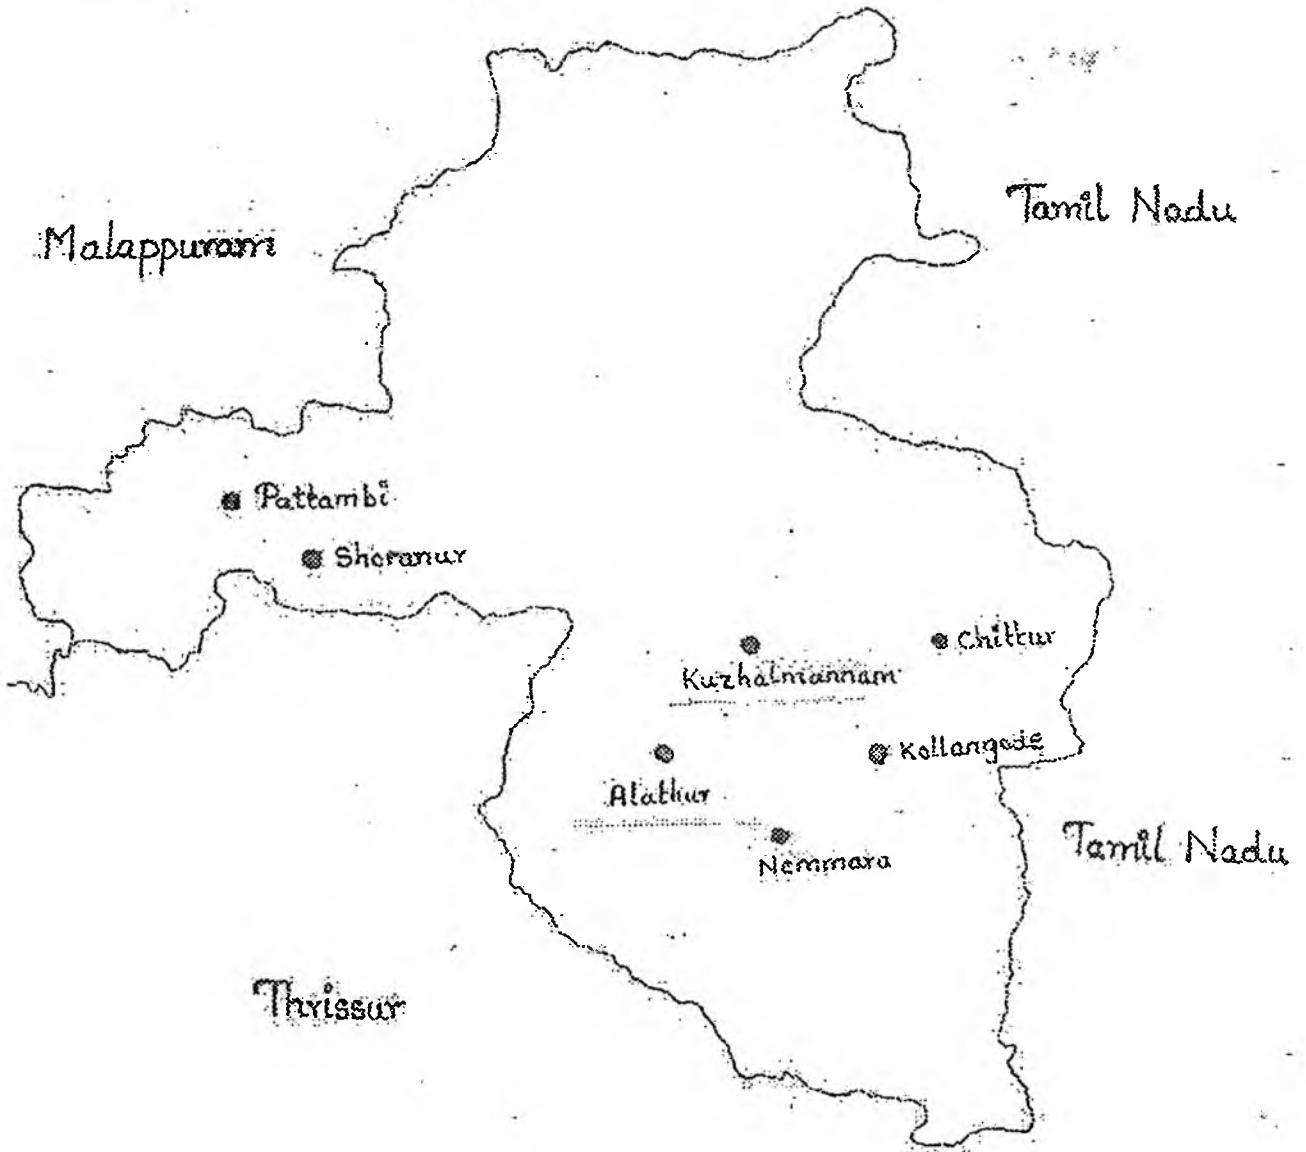 Tamil Nadu
Malappuram
Pattambi
Shoranur
Chittur
Kuzhalmannam
Kollangode
Alathur
Nemmara
Tamil Nadu
Thrissur